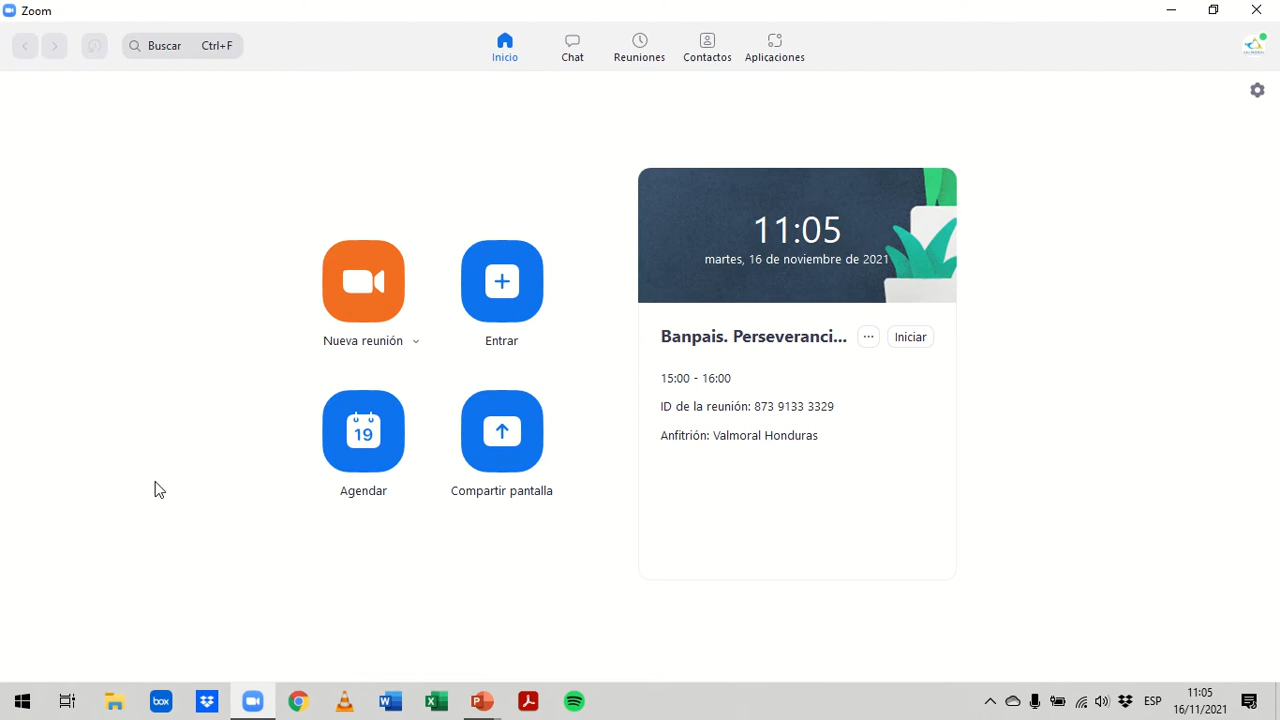 Zoom
Buscar Ctrl+F
Inicio
Chat
Reuniones
Contactos
Aplicaciones
Nueva reunión
Entrar
19
Agendar
Compartir pantalla
11:05
martes, 16 de noviembre de 2021
Banpais. Perseveranci...
Iniciar
15:00 - 16:00
ID de la reunión: 873 9133 3329
Anfitrión: Valmoral Honduras
box
ESP
11:05
16/11/2021